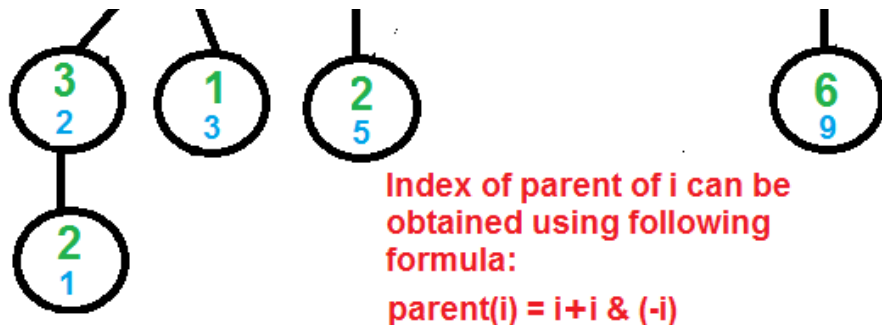 3 1 2 6
2 3 5 9
2
1
Index of parent of i can be
obtained using following
formula:
parent(i) = i+i & (-i)